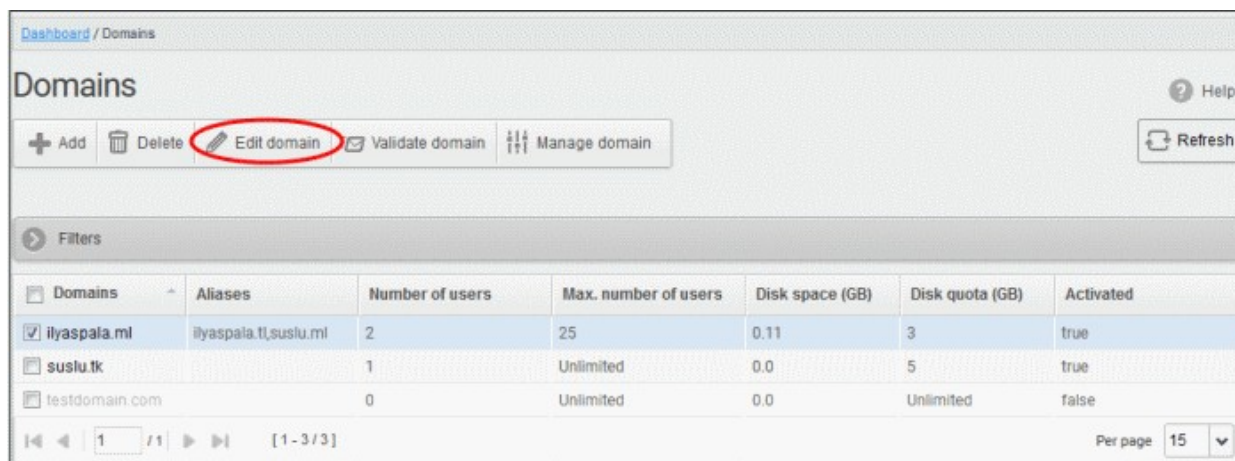 Dashboard / Domains
Domains
Help
Add Delete Edit domain Validate domain Manage domain
Refresh
Filters
Domains Aliases Number of users Max. number of users Disk space (GB) Disk quota (GB) Activated
ilyaspala.ml ilyaspala.tl,suslu.ml 2 25 0.11 3 true
suslu.tk 1 Unlimited 0.0 5 true
testdomain.com 0 Unlimited 0.0 Unlimited false
1 / 1 [ 1 - 3 / 3 ] Per page 15